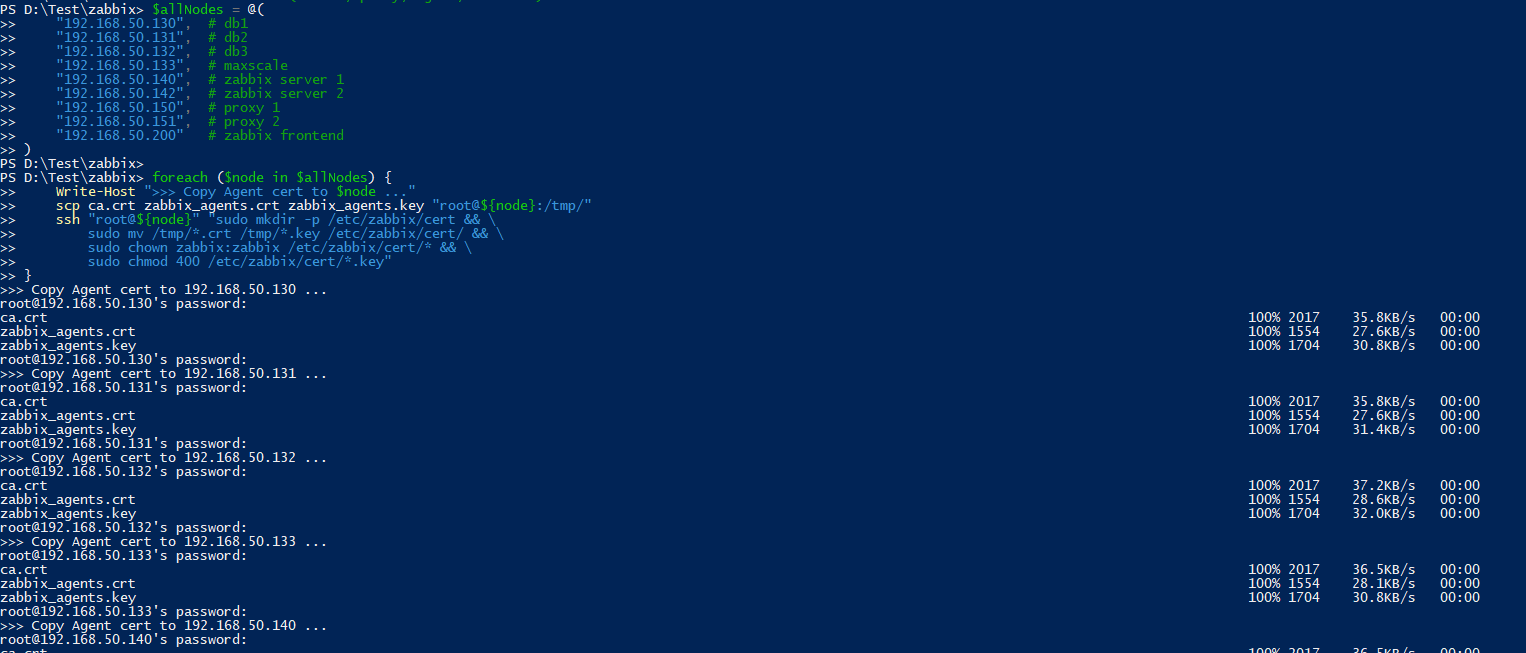 PS D:\Test\zabbix> $allNodes = @(
>>     "192.168.50.130",  # db1
>>     "192.168.50.131",  # db2
>>     "192.168.50.132",  # db3
>>     "192.168.50.133",  # maxscale
>>     "192.168.50.140",  # zabbix server 1
>>     "192.168.50.142",  # zabbix server 2
>>     "192.168.50.150",  # proxy 1
>>     "192.168.50.151",  # proxy 2
>>     "192.168.50.200"   # zabbix frontend
>> )
PS D:\Test\zabbix>
PS D:\Test\zabbix> foreach ($node in $allNodes) {
>>     Write-Host ">>> Copy Agent cert to $node ..."
>>     scp ca.crt zabbix_agents.crt zabbix_agents.key "root@${node}:/tmp/"
>>     ssh "root@${node}" "sudo mkdir -p /etc/zabbix/cert && \
>>         sudo mv /tmp/*.crt /tmp/*.key /etc/zabbix/cert/ && \
>>         sudo chown zabbix:zabbix /etc/zabbix/cert/* && \
>>         sudo chmod 400 /etc/zabbix/cert/*.key"
>> }
>>> Copy Agent cert to 192.168.50.130 ...
root@192.168.50.130's password:
ca.crt 100% 2017 35.8KB/s 00:00
zabbix_agents.crt 100% 1554 27.6KB/s 00:00
zabbix_agents.key 100% 1704 30.8KB/s 00:00
root@192.168.50.130's password:
>>> Copy Agent cert to 192.168.50.131 ...
root@192.168.50.131's password:
ca.crt 100% 2017 35.8KB/s 00:00
zabbix_agents.crt 100% 1554 27.6KB/s 00:00
zabbix_agents.key 100% 1704 31.4KB/s 00:00
root@192.168.50.131's password:
>>> Copy Agent cert to 192.168.50.132 ...
root@192.168.50.132's password:
ca.crt 100% 2017 37.2KB/s 00:00
zabbix_agents.crt 100% 1554 28.6KB/s 00:00
zabbix_agents.key 100% 1704 32.0KB/s 00:00
root@192.168.50.132's password:
>>> Copy Agent cert to 192.168.50.133 ...
root@192.168.50.133's password:
ca.crt 100% 2017 36.5KB/s 00:00
zabbix_agents.crt 100% 1554 28.1KB/s 00:00
zabbix_agents.key 100% 1704 30.8KB/s 00:00
root@192.168.50.133's password:
>>> Copy Agent cert to 192.168.50.140 ...
root@192.168.50.140's password: